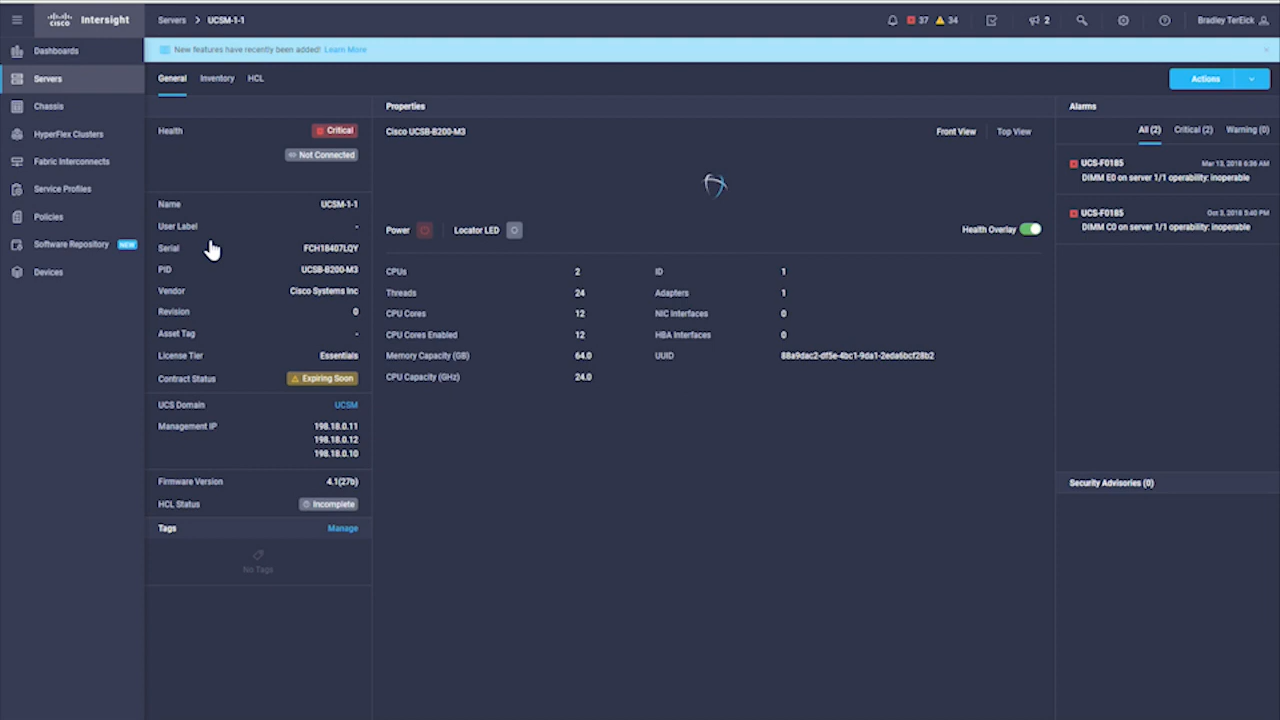 cisco Intersight
Servers > UCSM-1-1
37 34
2
Bradley TerEick
Dashboards
Servers
Chassis
HyperFlex Clusters
Fabric Interconnects
Service Profiles
Policies
Software Repository NEW
Devices
New features have recently been added! Learn More
General Inventory HCL
Actions
Health Critical
Not Connected
Name UCSM-1-1
User Label -
Serial FCH18407LQY
PID UCSB-B200-M3
Vendor Cisco Systems Inc
Revision 0
Asset Tag -
License Tier Essentials
Contract Status Expiring Soon
UCS Domain UCSM
Management IP 198.18.0.11
198.18.0.12
198.18.0.10
Firmware Version 4.1(27b)
HCL Status Incomplete
Tags Manage
No Tags
Properties
Cisco UCSB-B200-M3
Front View Top View
Power Locator LED
Health Overlay
CPUs 2 ID 1
Threads 24 Adapters 1
CPU Cores 12 NIC Interfaces 0
CPU Cores Enabled 12 HBA Interfaces 0
Memory Capacity (GB) 64.0 UUID 88a9dac2-df5e-4bc1-9da1-2eda6bcf28b2
CPU Capacity (GHz) 24.0
Alarms
All (2) Critical (2) Warning (0)
UCS-F0185 Mar 13, 2018 6:36 AM
DIMM E0 on server 1/1 operability: inoperable
UCS-F0185 Oct 3, 2018 5:40 PM
DIMM C0 on server 1/1 operability: inoperable
Security Advisories (0)